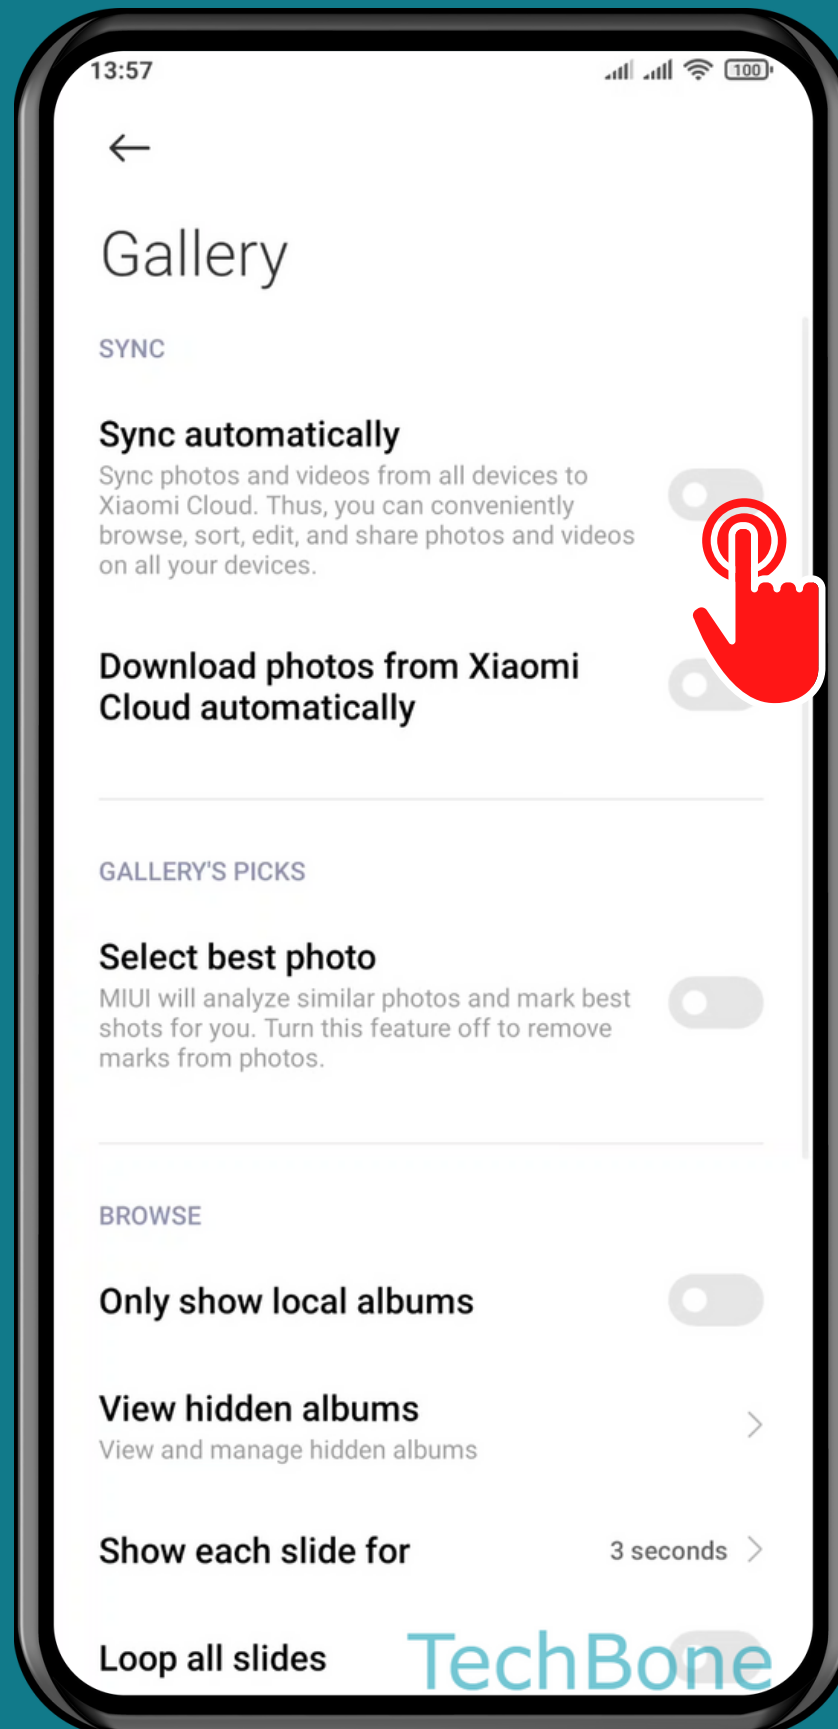 13:57
100
Gallery
SYNC
Sync automatically
Sync photos and videos from all devices to
Xiaomi Cloud. Thus, you can conveniently
browse, sort, edit, and share photos and videos
on all your devices.
Download photos from Xiaomi
Cloud automatically
GALLERY'S PICKS
Select best photo
MIUI will analyze similar photos and mark best
shots for you. Turn this feature off to remove
marks from photos.
BROWSE
Only show local albums
View hidden albums
View and manage hidden albums
Show each slide for
3 seconds
Loop all slides
TechBone